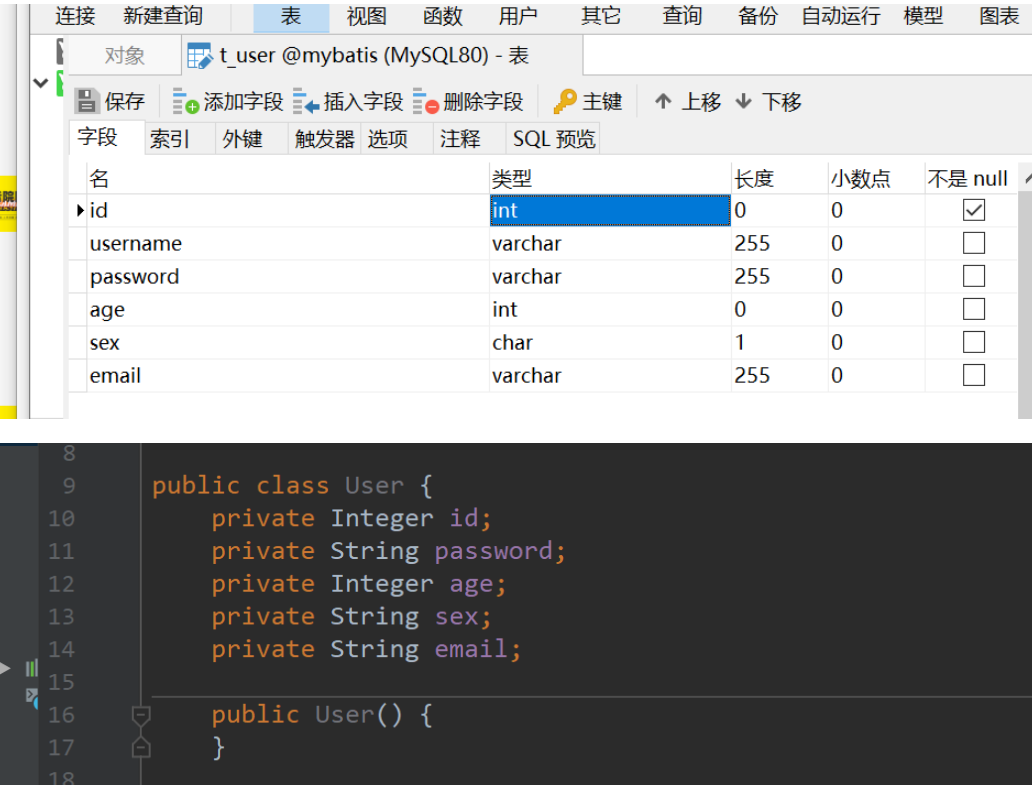 连接 新建查询 表 视图 函数 用户 其它 查询 备份 自动运行 模型 图表
对象 t_user @mybatis (MySQL80) - 表
保存 添加字段 插入字段 删除字段 主键 上移 下移
字段 索引 外键 触发器 选项 注释 SQL 预览
名 类型 长度 小数点 不是 null
id int 0 0
username varchar 255 0
password varchar 255 0
age int 0 0
sex char 1 0
email varchar 255 0
8
9 public class User {
10 private Integer id;
11 private String password;
12 private Integer age;
13 private String sex;
14 private String email;
15
16 public User() {
17 }
18